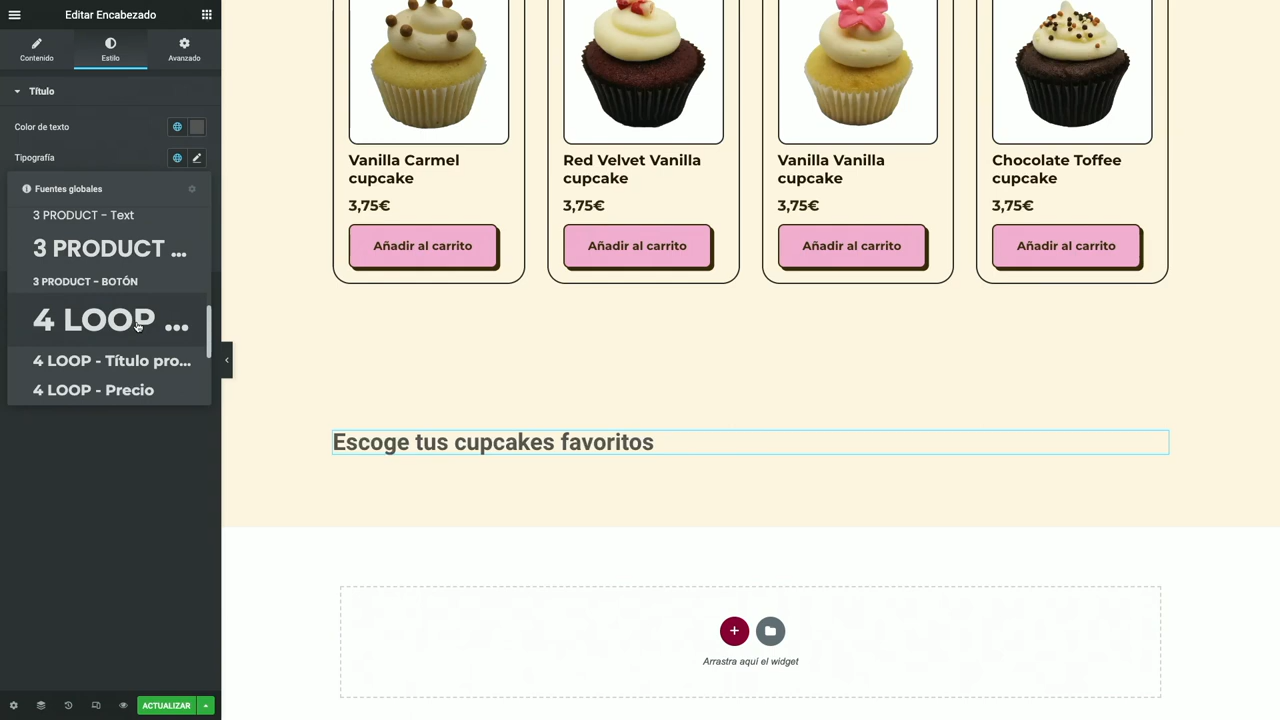 Editar Encabezado
Contenido
Estilo
Avanzado
Título
Color de texto
Tipografía
Fuentes globales
3 PRODUCT - Text
3 PRODUCT ...
3 PRODUCT - BOTÓN
4 LOOP ...
4 LOOP - Título pro...
4 LOOP - Precio
ACTUALIZAR
Vanilla Carmel
cupcake
3,75€
Añadir al carrito
Red Velvet Vanilla
cupcake
3,75€
Añadir al carrito
Vanilla Vanilla
cupcake
3,75€
Añadir al carrito
Chocolate Toffee
cupcake
3,75€
Añadir al carrito
Escoge tus cupcakes favoritos
Arrastra aquí el widget